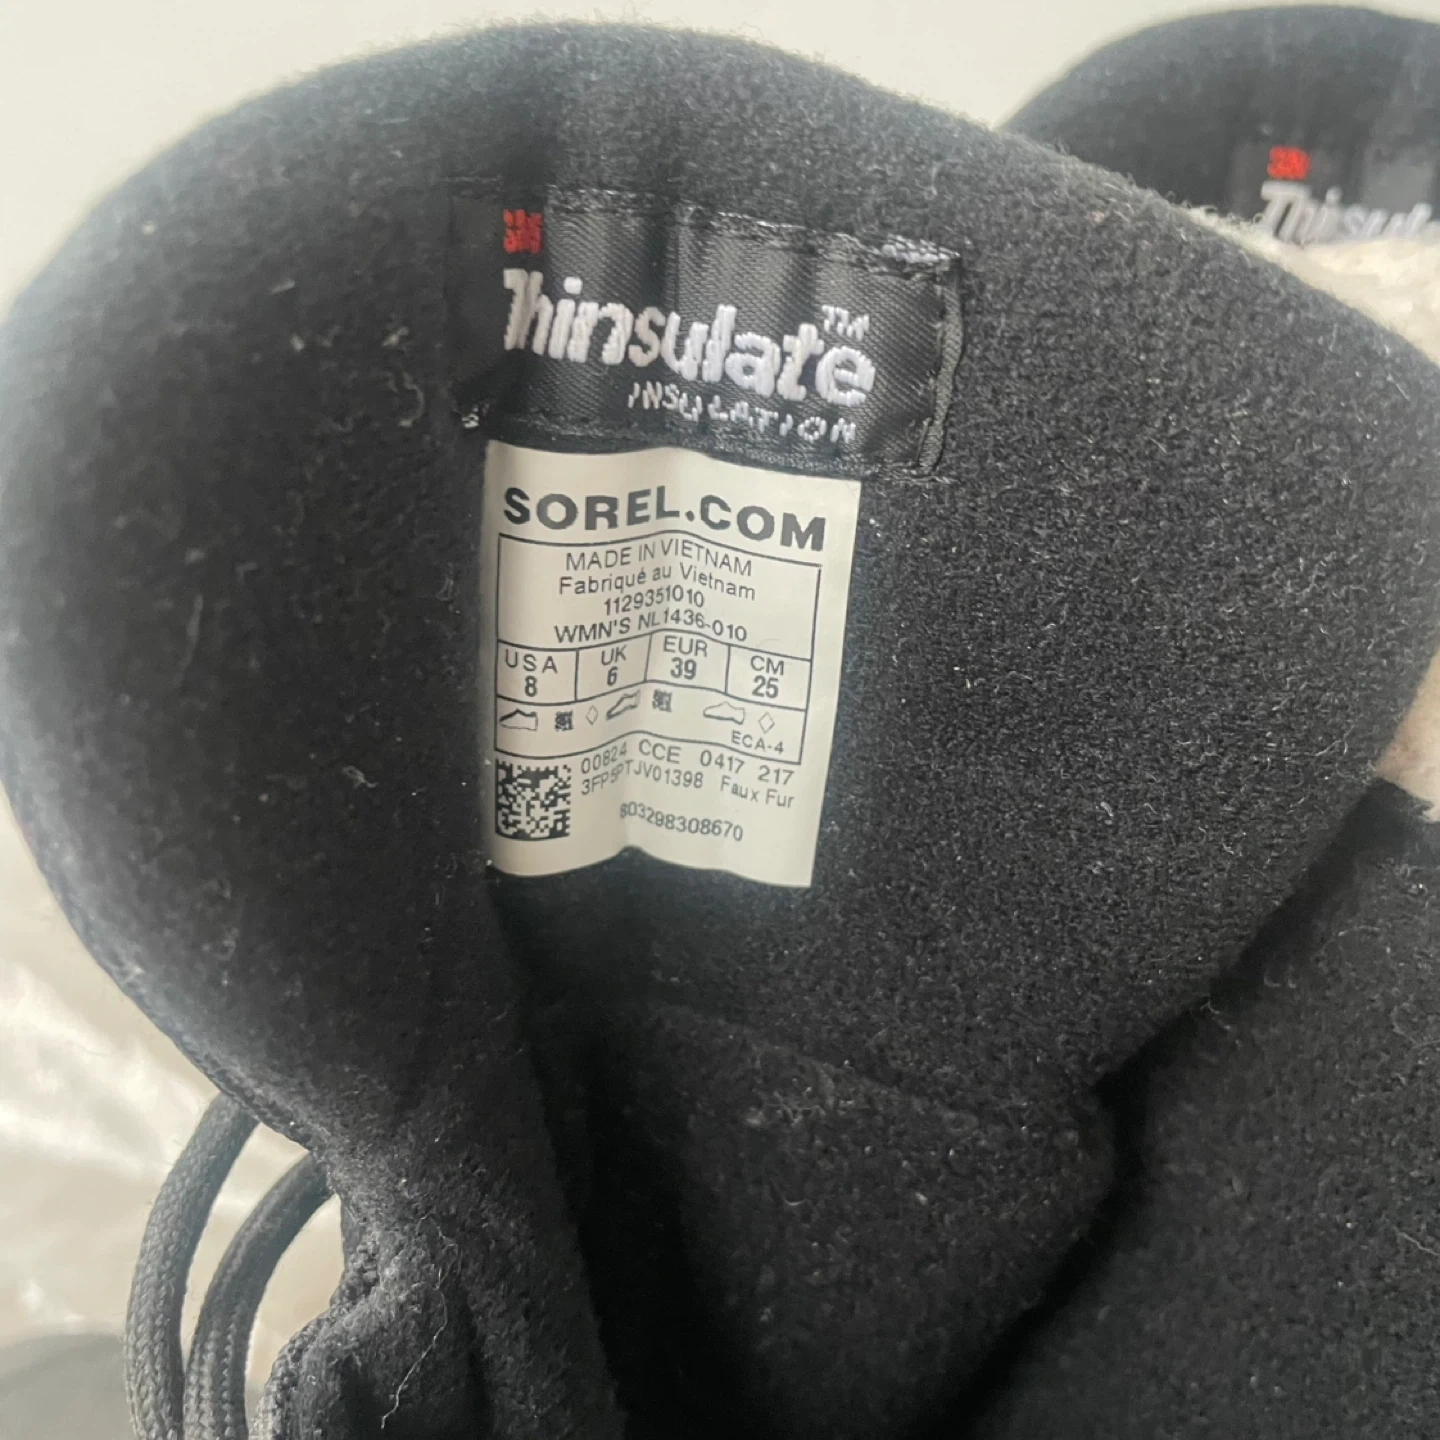 Thinsulate™
INSULATION
SOREL.COM
MADE IN VIETNAM
Fabriqué au Vietnam
1129351010
WMN'S NL1436-010
USA UK EUR CM
8 6 39 25
ECA-4
00824 CCE 0417 217
3FP5PTJV01398 Faux Fur
803298308670